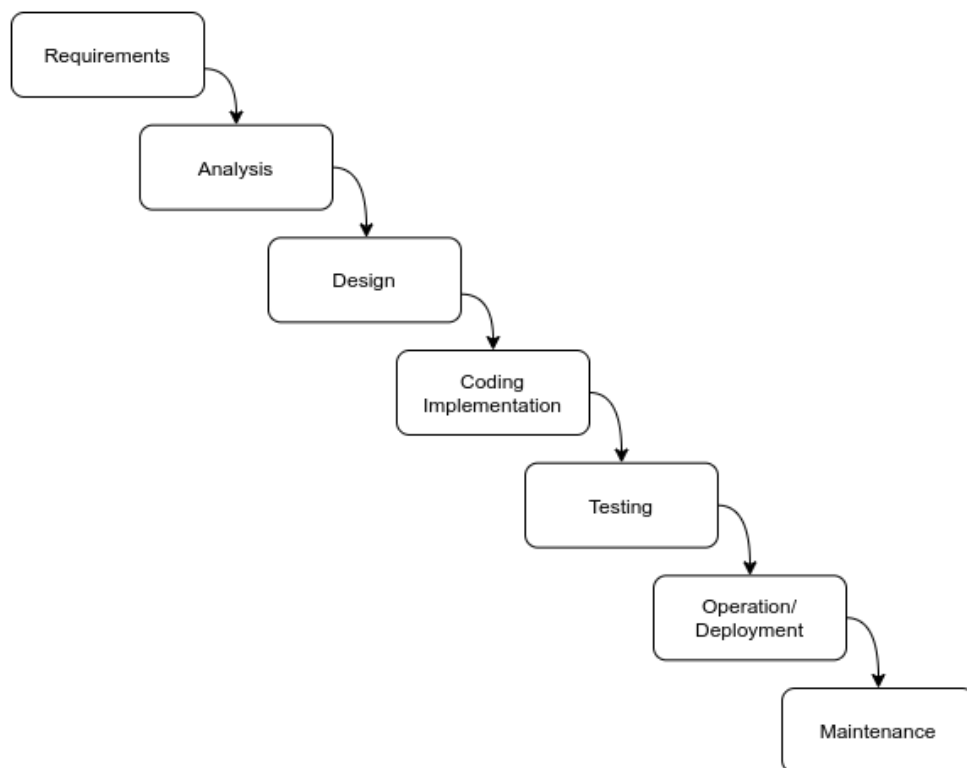 Requirements
Analysis
Design
Coding
Implementation
Testing
Operation/
Deployment
Maintenance